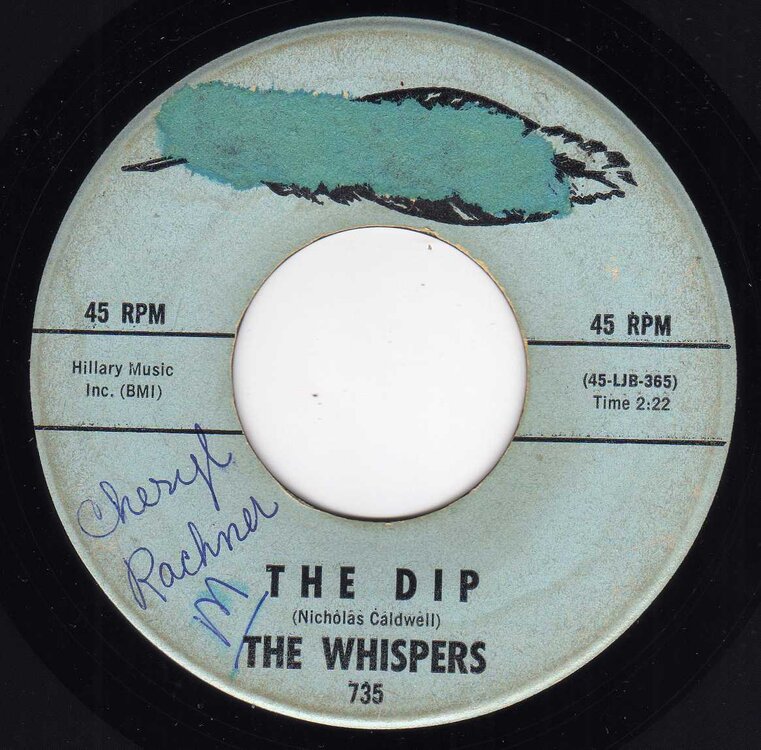 45 RPM
Hillary Music
Inc. (BMI)
45 RPM
(45-LJB-365)
Time 2:22
Cheryl
Rachner
M
THE DIP
(Nicholas Caldwell)
THE WHISPERS
735